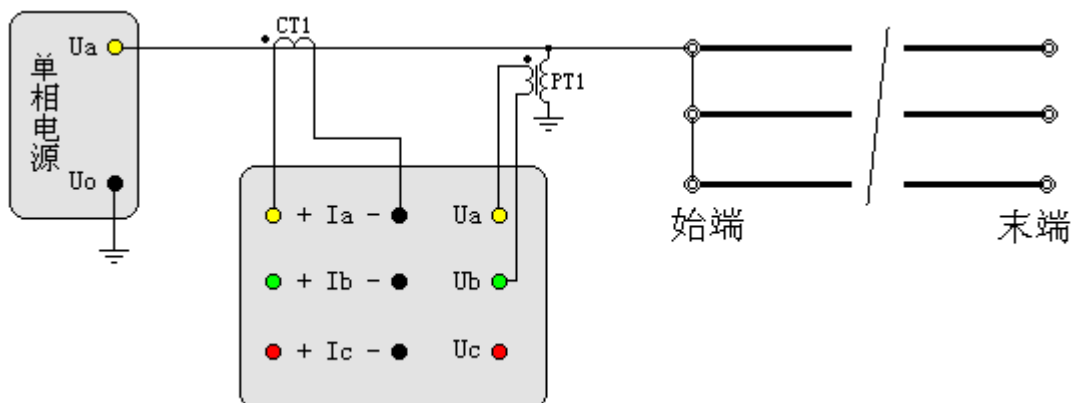 CT1
Ua
PT1
单相电源
Uo
+ Ia - Ua
始端
末端
+ Ib - Ub
+ Ic - Uc